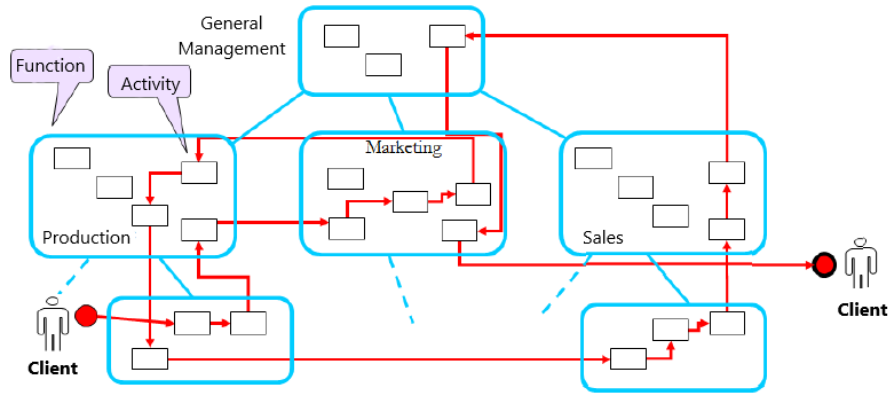 General
Management
Function
Activity
Marketing
Production
Sales
Client
Client